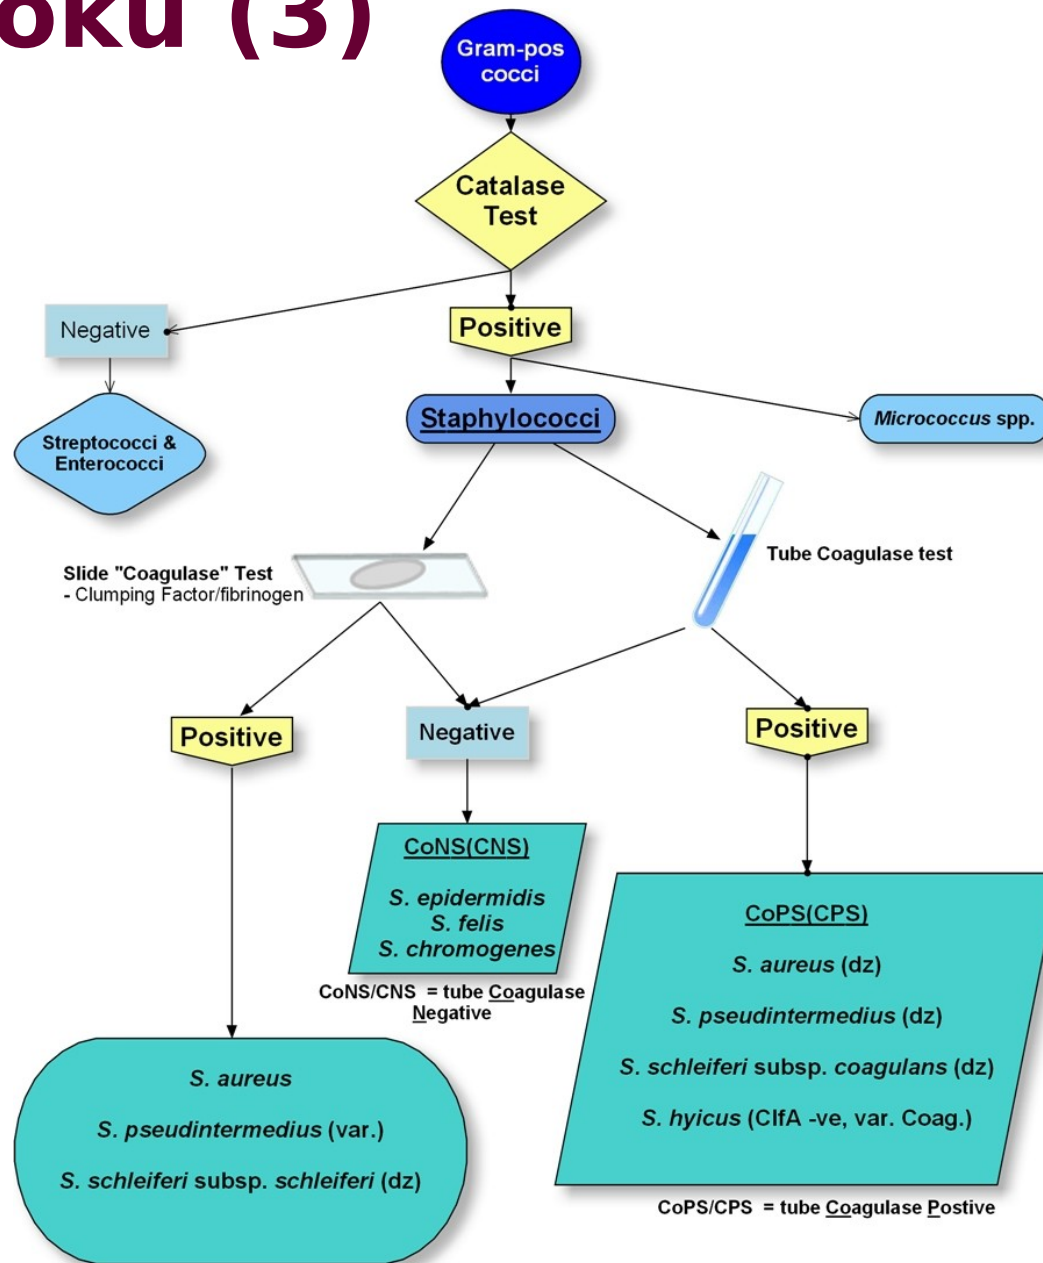 oku (3)
Gram-pos
cocci
Catalase
Test
Negative
Positive
Streptococci &
Enterococci
Staphylococci
Micrococcus spp.
Slide "Coagulase" Test
- Clumping Factor/fibrinogen
Tube Coagulase test
Positive
Negative
Positive
CoNS(CNS)
S. epidermidis
S. felis
S. chromogenes
CoNS/CNS = tube Coagulase
Negative
CoPS(CPS)
S. aureus (dz)
S. pseudintermedius (dz)
S. schleiferi subsp. coagulans (dz)
S. hyicus (ClfA -ve, var. Coag.)
CoPS/CPS = tube Coagulase Postive
S. aureus
S. pseudintermedius (var.)
S. schleiferi subsp. schleiferi (dz)